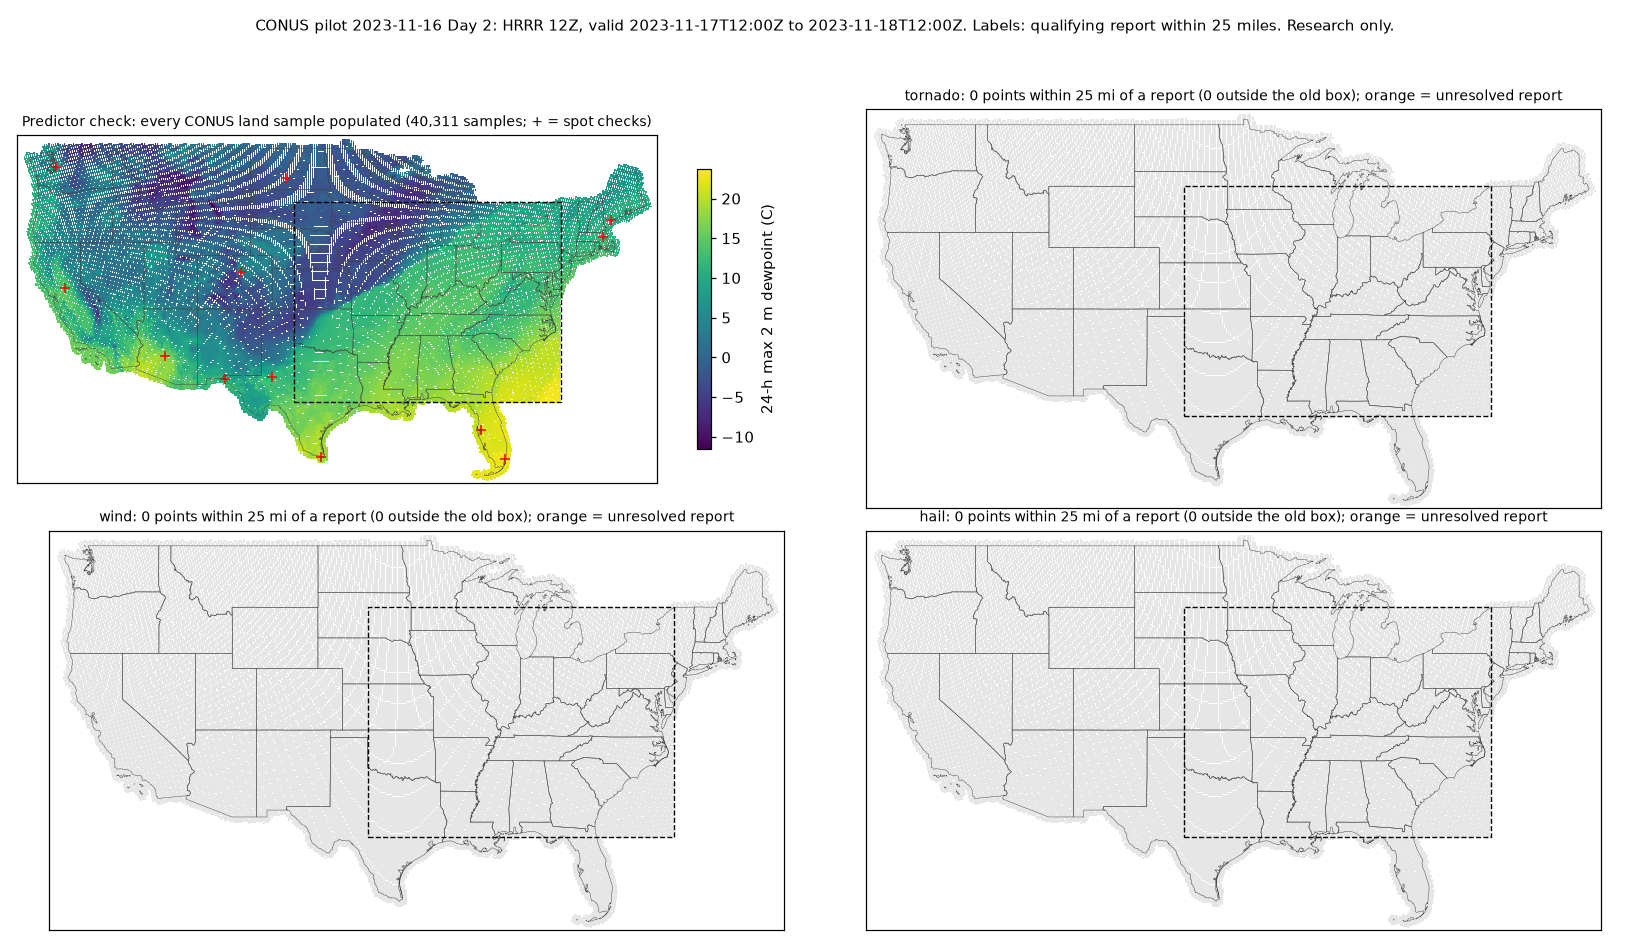 CONUS pilot 2023-11-16 Day 2: HRRR 12Z, valid 2023-11-17T12:00Z to 2023-11-18T12:00Z. Labels: qualifying report within 25 miles. Research only.
Predictor check: every CONUS land sample populated (40,311 samples; + = spot checks)
20
15
10
5
0
−5
−10
24-h max 2 m dewpoint (C)
tornado: 0 points within 25 mi of a report (0 outside the old box); orange = unresolved report
wind: 0 points within 25 mi of a report (0 outside the old box); orange = unresolved report
hail: 0 points within 25 mi of a report (0 outside the old box); orange = unresolved report